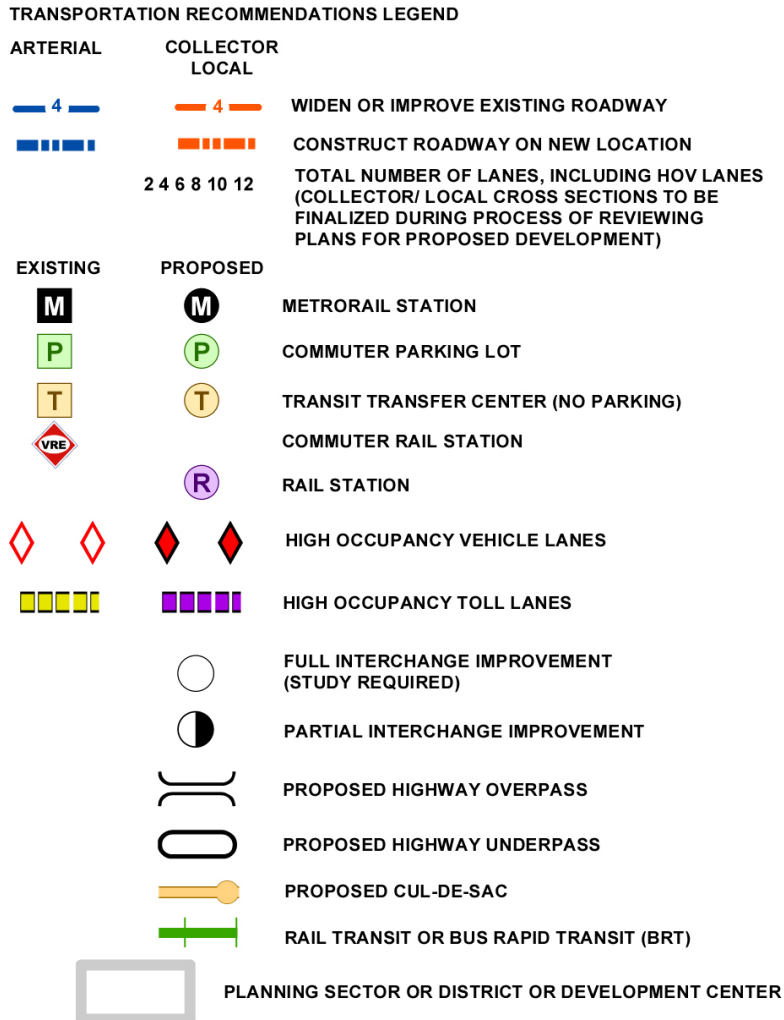 TRANSPORTATION RECOMMENDATIONS LEGEND
ARTERIAL
COLLECTOR
LOCAL
4 4 WIDEN OR IMPROVE EXISTING ROADWAY
CONSTRUCT ROADWAY ON NEW LOCATION
2 4 6 8 10 12
TOTAL NUMBER OF LANES, INCLUDING HOV LANES
(COLLECTOR/ LOCAL CROSS SECTIONS TO BE
FINALIZED DURING PROCESS OF REVIEWING
PLANS FOR PROPOSED DEVELOPMENT)
EXISTING PROPOSED
M M METRORAIL STATION
P P COMMUTER PARKING LOT
T T TRANSIT TRANSFER CENTER (NO PARKING)
VRE COMMUTER RAIL STATION
R RAIL STATION
HIGH OCCUPANCY VEHICLE LANES
HIGH OCCUPANCY TOLL LANES
FULL INTERCHANGE IMPROVEMENT
(STUDY REQUIRED)
PARTIAL INTERCHANGE IMPROVEMENT
PROPOSED HIGHWAY OVERPASS
PROPOSED HIGHWAY UNDERPASS
PROPOSED CUL-DE-SAC
RAIL TRANSIT OR BUS RAPID TRANSIT (BRT)
PLANNING SECTOR OR DISTRICT OR DEVELOPMENT CENTER